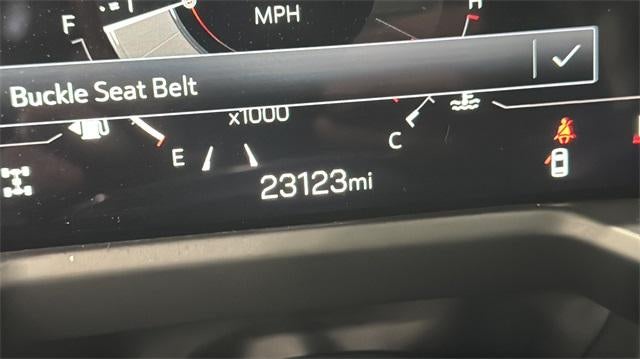 F
MPH
H
Buckle Seat Belt
x1000
E
C
23123mi